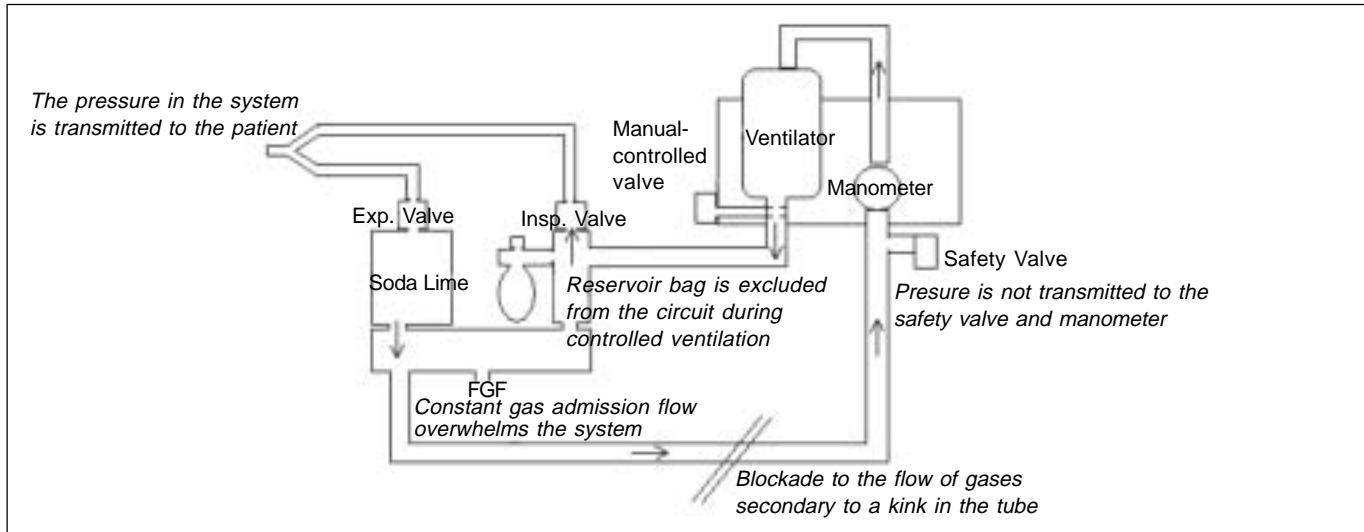 The pressure in the system
is transmitted to the patient
Manual-
controlled
valve
Ventilator
Manometer
Exp. Valve
Insp. Valve
Soda Lime
Safety Valve
Reservoir bag is excluded
from the circuit during
controlled ventilation
Presure is not transmitted to the
safety valve and manometer
FGF
Constant gas admission flow
overwhelms the system
Blockade to the flow of gases
secondary to a kink in the tube